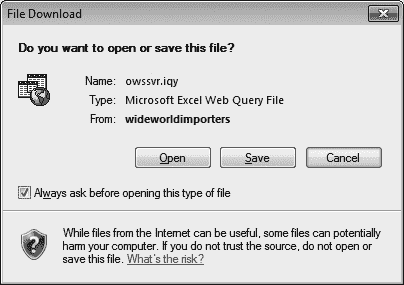 File Download
Do you want to open or save this file?
Name: owssvr.iqy
Type: Microsoft Excel Web Query File
From: wideworldimporters
Open Save Cancel
Always ask before opening this type of file
While files from the Internet can be useful, some files can potentially
harm your computer. If you do not trust the source, do not open or
save this file. What's the risk?